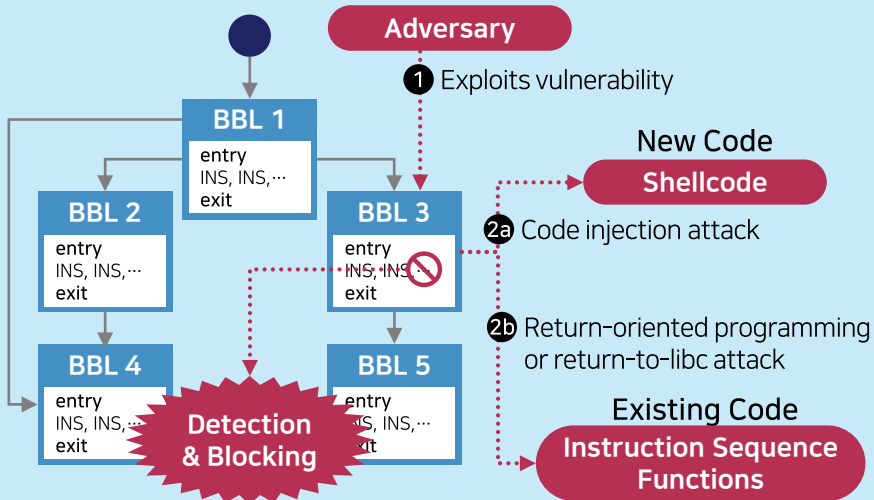 Adversary
1 Exploits vulnerability
BBL 1
entry
INS, INS,...
exit
New Code
Shellcode
BBL 2
entry
INS, INS,...
exit
BBL 3
entry
INS, INS,...
exit
2a Code injection attack
2b Return-oriented programming
or return-to-libc attack
BBL 4
entry
INS, INS,...
exit
BBL 5
entry
INS, INS,...
exit
Detection
& Blocking
Existing Code
Instruction Sequence
Functions